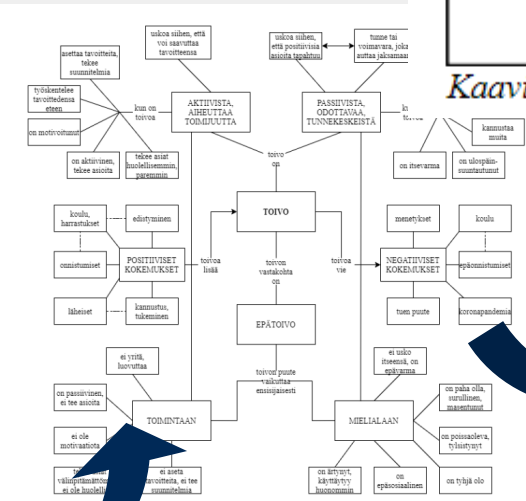 uskoa siihen, että
voi saavuttaa
tavoitteensa
uskoa siihen,
että positiivisia
asioita tapahtuu
tunne tai
voimavara, joka
auttaa jaksamaan
Kaavi
asettaa tavoitteita,
tekee
suunnitelmia
työskentelee
tavoitteidensa
eteen
on motivoitunut
on aktiivinen,
tekee asioita
tekee asiat
huolellisemmin,
paremmin
kun on
toivoa
AKTIIVISTA,
AIHEUTTAA
TOIMIJUUTTA
PASSIIVISTA,
ODOTTAVAA,
TUNNEKESKEISTÄ
kannustaa
muita
on itsevarma
on ulospäin-
suuntautunut
toivo
on
TOIVO
koulu,
harrastukset
edistyminen
onnistumiset
POSITIIVISET
KOKEMUKSET
läheiset
kannustus,
tukeminen
toivoa
lisää
toivon
vastakohta
on
toivoa
vie
menetykset
koulu
NEGATIIVISET
KOKEMUKSET
epäonnistumiset
tuen puute
koronapandemia
EPÄTOIVO
toivon puute
vaikuttaa
ensisijaisesti
ei yritä,
luovuttaa
on passiivinen,
ei tee asioita
TOIMINTAAN
ei ole
motivaatiota
välinpitämättömästi,
ei ole
ei aseta
tavoitteita, ei tee
suunnitelmia
ei usko
itseensä, on
epävarma
MIELIALAAN
on paha olla,
surullinen,
masentunut
on poissaoleva,
tylsistynyt
on ärtynyt,
käyttäytyy
huonommin
on
epäsosiaalinen
on tyhjä olo